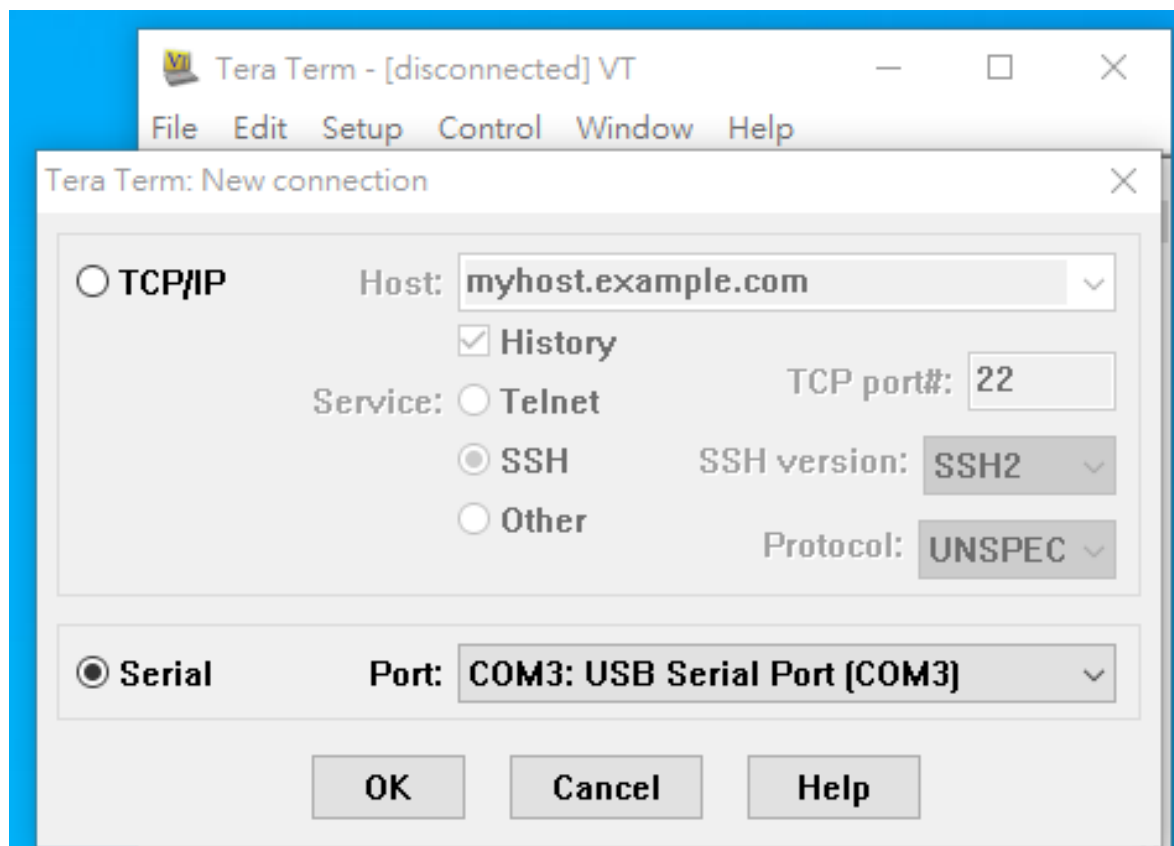 Tera Term - [disconnected] VT
File Edit Setup Control Window Help
Tera Term: New connection
TCP/IP Host: myhost.example.com
History
TCP port#: 22
Service: Telnet
SSH SSH version: SSH2
Other
Protocol: UNSPEC
Serial Port: COM3: USB Serial Port (COM3)
OK Cancel Help